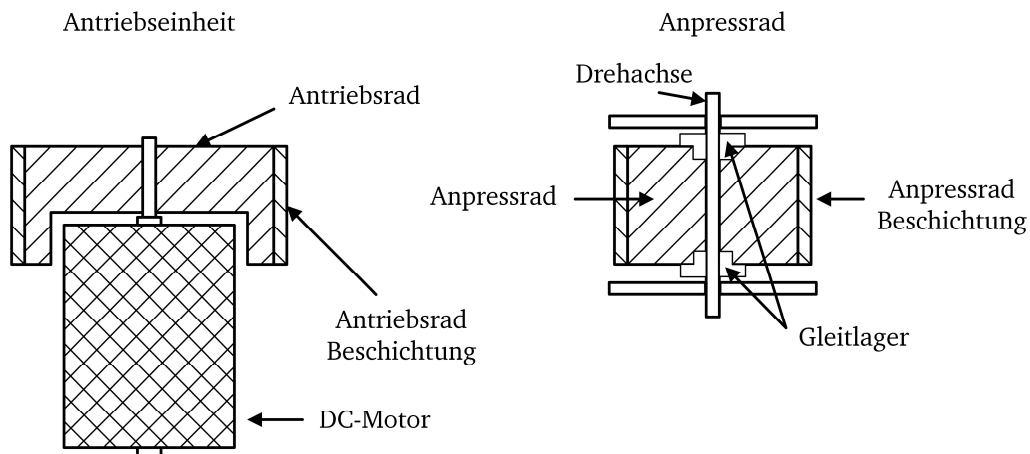 Antriebseinheit
Anpressrad
Drehachse
Antriebsrad
Anpressrad
Anpressrad
Beschichtung
Antriebsrad
Beschichtung
Gleitlager
DC-Motor